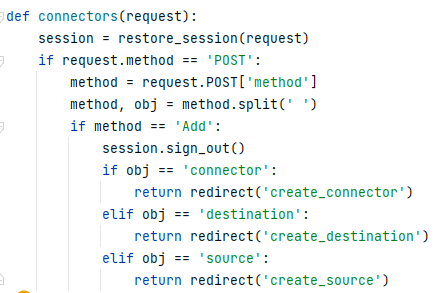 def connectors(request):
    session = restore_session(request)
    if request.method == 'POST':
        method = request.POST['method']
        method, obj = method.split(' ')
        if method == 'Add':
            session.sign_out()
            if obj == 'connector':
                return redirect('create_connector')
            elif obj == 'destination':
                return redirect('create_destination')
            elif obj == 'source':
                return redirect('create_source')